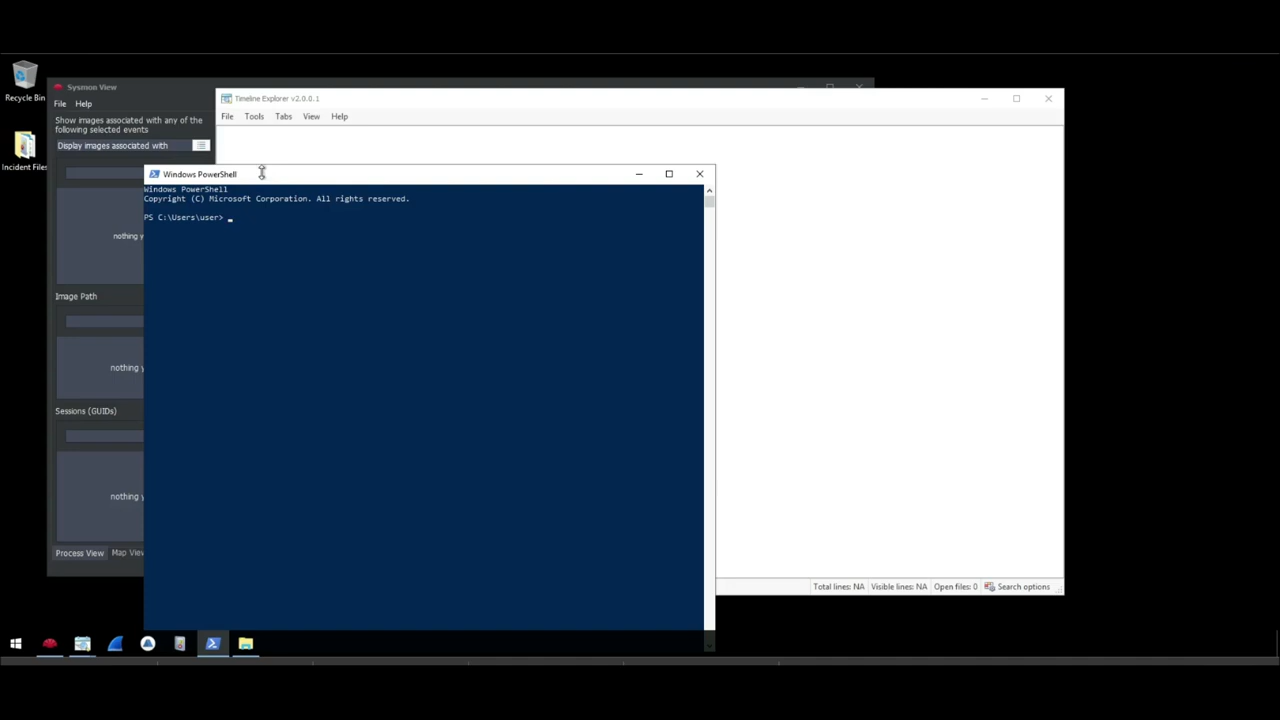 Recycle Bin
Incident Files
Sysmon View
File Help
Show images associated with any of the
following selected events
Display images associated with
nothing y
Image Path
nothing y
Sessions (GUIDs)
nothing y
Process View Map Vie
Timeline Explorer v2.0.0.1
File Tools Tabs View Help
Windows PowerShell
Windows PowerShell
Copyright (C) Microsoft Corporation. All rights reserved.
PS C:\Users\user> _
Total lines: NA Visible lines: NA Open files: 0 Search options